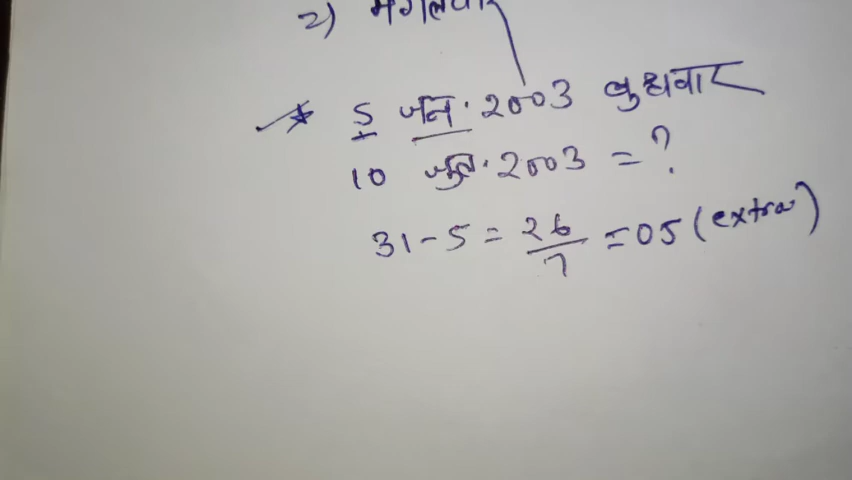 2) मंगलवार
5 जन. 2003 बुधवार
10 जुन. 2003 = ?
31 - 5 = 26/7 = 05 (extra)